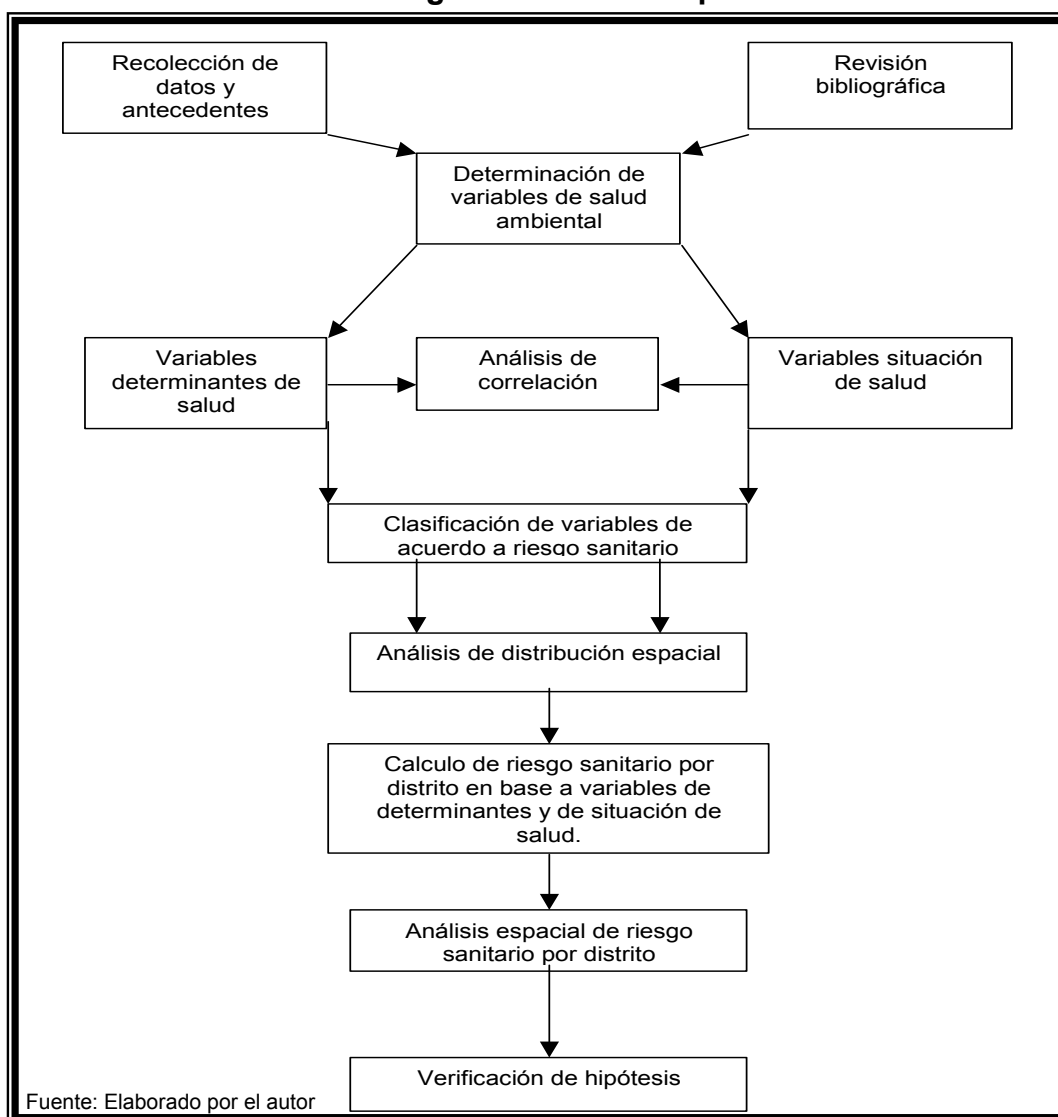 Recolección de
datos y
antecedentes
Revisión
bibliográfica
Determinación de
variables de salud
ambiental
Variables
determantes de
salud
Análisis de
correlación
Variables situación
de salud
Clasificación de variables de
acuerdo a riesgo sanitario
Análisis de distribución espacial
Calculo de riesgo sanitario por
distrito en base a variables de
determinantes y de situación de
salud.
Análisis espacial de riesgo
sanitario por distrito
Verificación de hipótesis
Fuente: Elaborado por el autor